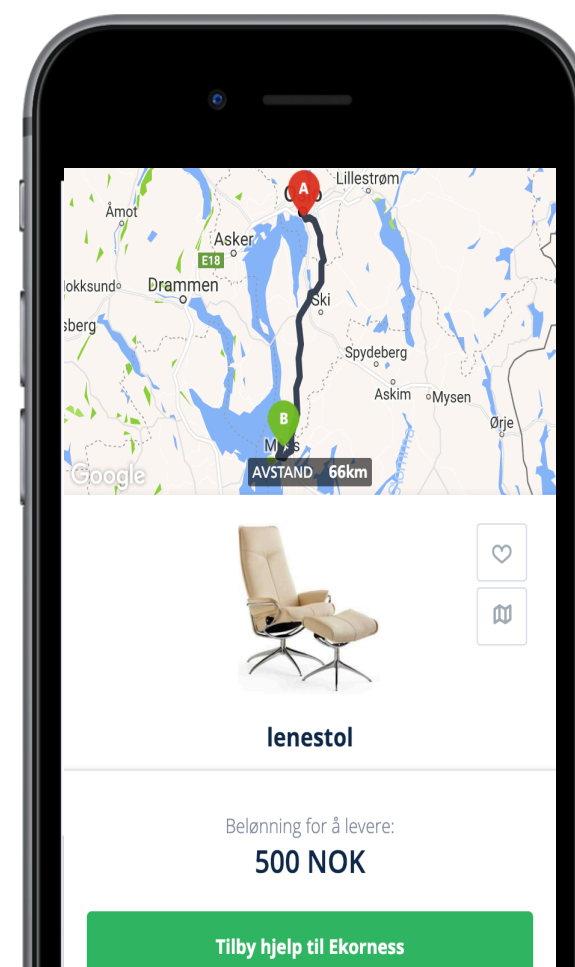 Lillestrøm
A
Åmot
Asker
E18
Drammen
okksund
Ski
sberg
Spydeberg
Askim
Mysen
B
Ørje
Google
AVSTAND 66km
lenestol
Belønning for å levere:
500 NOK
Tilby hjelp til Ekorness